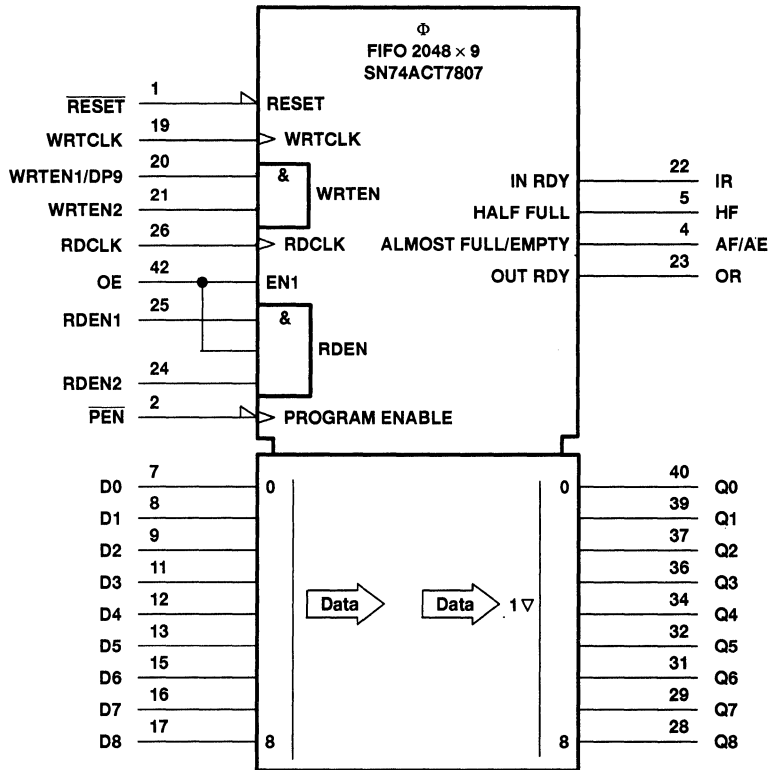 Φ
FIFO 2048 × 9
SN74ACT7807
RESET 1 RESET
WRTCLK 19 WRTCLK
WRTEN1/DP9 20 & WRTEN
WRTEN2 21
RDCLK 26 RDCLK
OE 42 EN1
RDEN1 25 & RDEN
RDEN2 24
PEN 2 PROGRAM ENABLE
IN RDY 22 IR
HALF FULL 5 HF
ALMOST FULL/EMPTY 4 AF/AE
OUT RDY 23 OR
D0 7 0 0 40 Q0
D1 8 39 Q1
D2 9 37 Q2
D3 11 36 Q3
D4 12 Data Data 1▽ 34 Q4
D5 13 32 Q5
D6 15 31 Q6
D7 16 29 Q7
D8 17 8 8 28 Q8